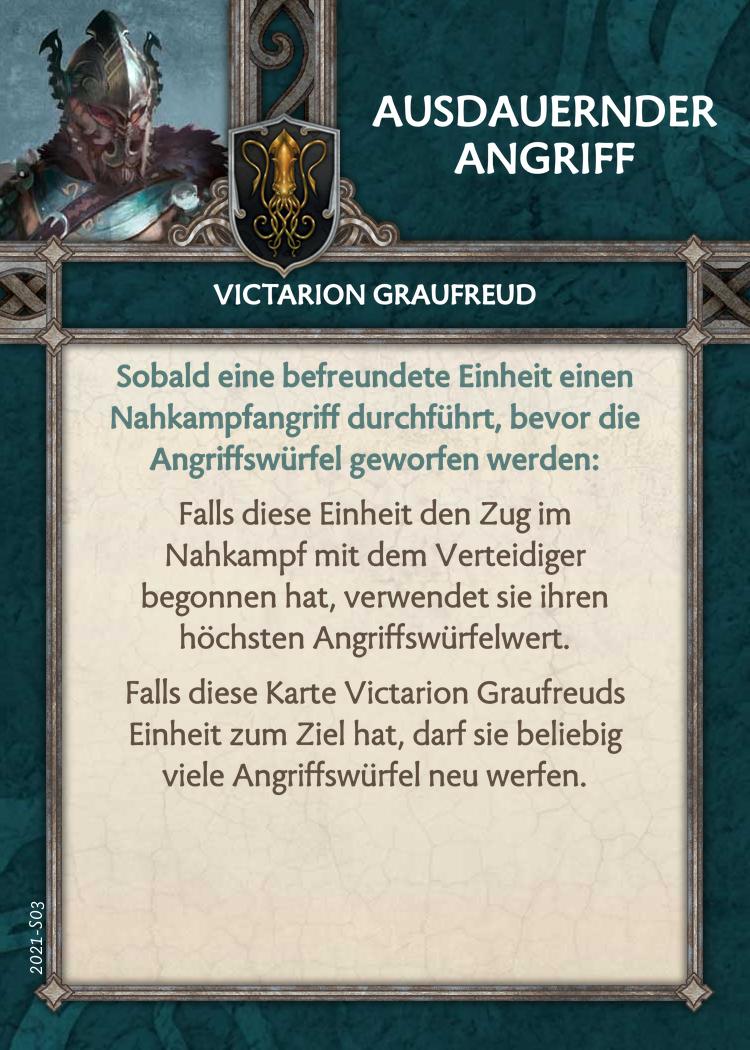 AUSDAUERNDER
ANGRIFF
VICTARION GRAUFREUD
Sobald eine befreundete Einheit einen
Nahkampfangriff durchführt, bevor die
Angriffswürfel geworfen werden:
Falls diese Einheit den Zug im
Nahkampf mit dem Verteidiger
begonnen hat, verwendet sie ihren
höchsten Angriffswürfelwert.
Falls diese Karte Victarion Graufreuds
Einheit zum Ziel hat, darf sie beliebig
viele Angriffswürfel neu werfen.
2021-S03